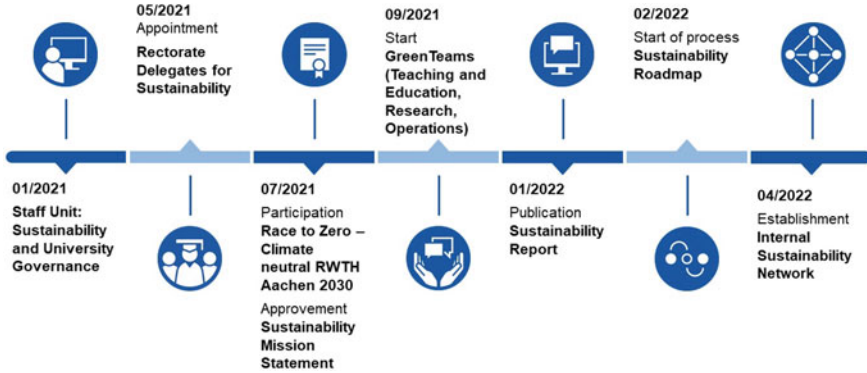 05/2021
Appointment
Rectorate
Delegates for
Sustainability
09/2021
Start
GreenTeams
(Teaching and
Education,
Research,
Operations)
02/2022
Start of process
Sustainability
Roadmap
01/2021
Staff Unit:
Sustainability
and University
Governance
07/2021
Participation
Race to Zero –
Climate
neutral RWTH
Aachen 2030
Approvement
Sustainability
Mission
Statement
01/2022
Publication
Sustainability
Report
04/2022
Establishment
Internal
Sustainability
Network